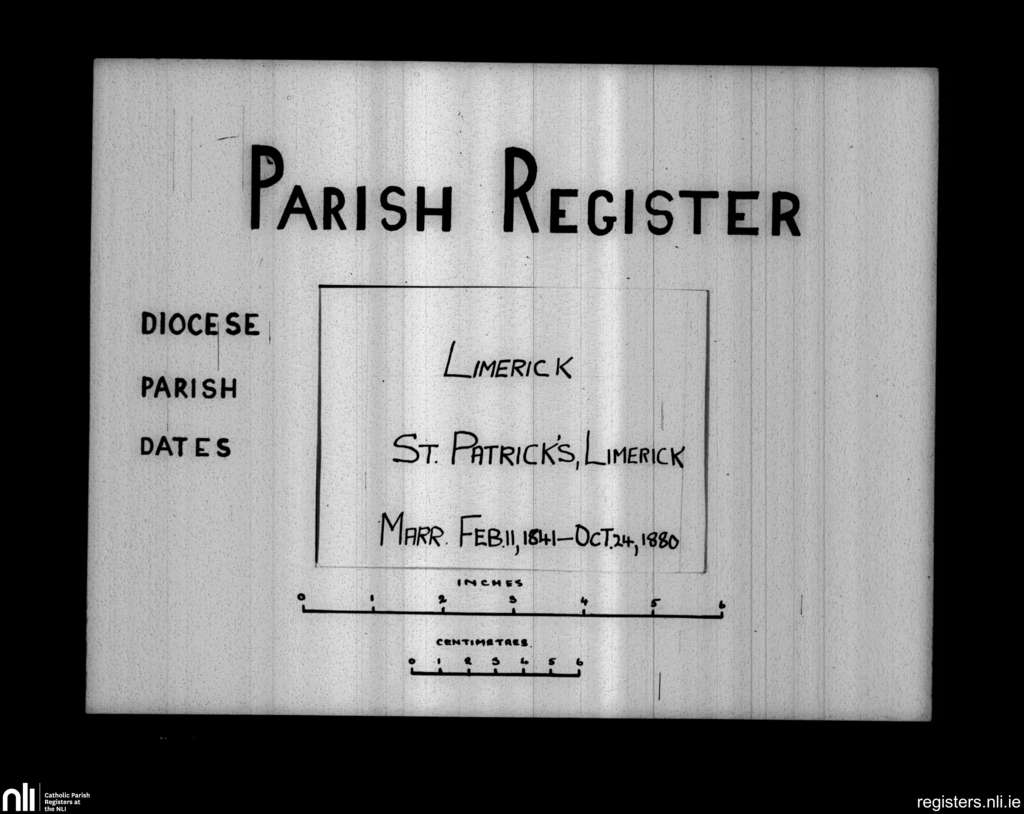 PARISH REGISTER
DIOCESE LIMERICK
PARISH ST. PATRICK'S, LIMERICK
DATES MARR. FEB.11, 1841—OCT.24, 1880
INCHES
0 1 2 3 4 5 6
CENTIMETRES.
0 1 2 3 4 5 6
nli Catholic Parish
Registers at
the NLI
registers.nli.ie